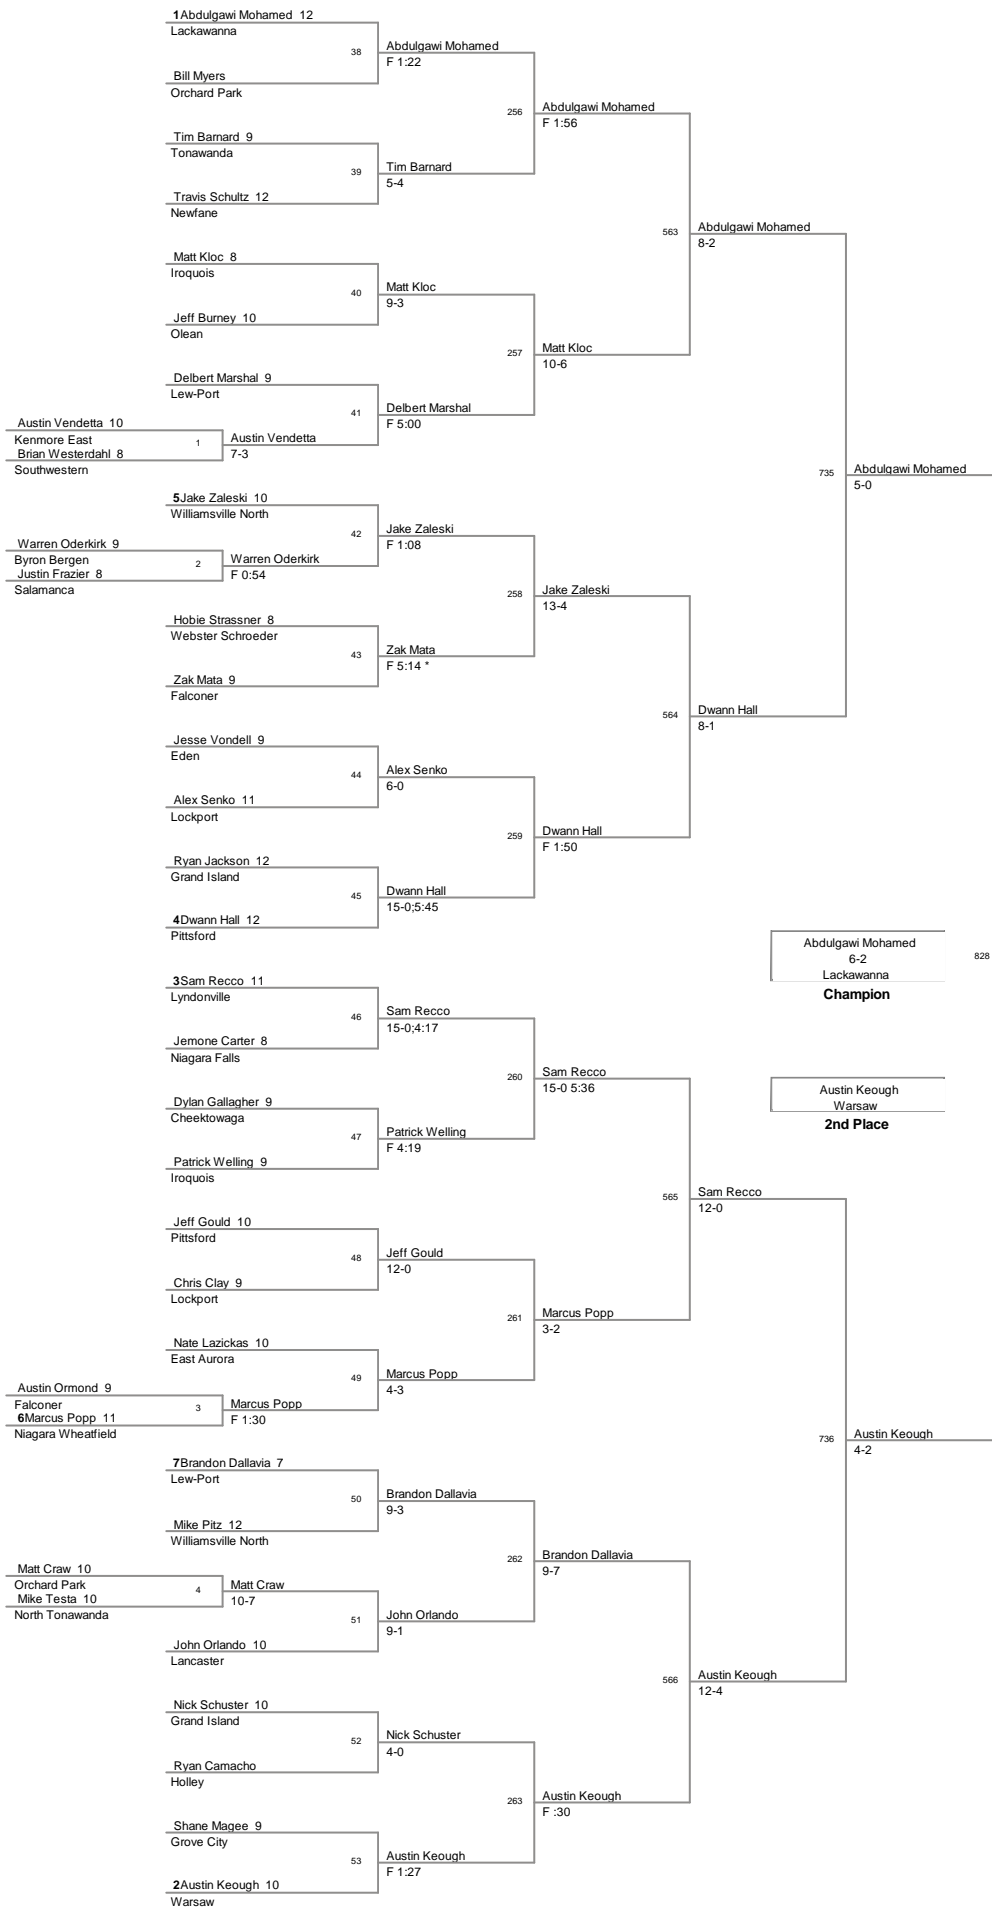 1Abdulgawi Mohamed 12
Lackawanna
38
Abdulgawi Mohamed
F 1:22
Bill Myers
Orchard Park
256
Abdulgawi Mohamed
F 1:56
Tim Barnard 9
Tonawanda
39
Tim Barnard
5-4
Travis Schultz 12
Newfane
563
Abdulgawi Mohamed
8-2
Matt Kloc 8
Iroquois
40
Matt Kloc
9-3
Jeff Burney 10
Olean
257
Matt Kloc
10-6
Delbert Marshal 9
Lew-Port
41
Delbert Marshal
F 5:00
Austin Vendetta 10
Kenmore East
1
Austin Vendetta
7-3
Brian Westerdahl 8
Southwestern
735
Abdulgawi Mohamed
5-0
5Jake Zaleski 10
Williamsville North
42
Jake Zaleski
F 1:08
Warren Oderkirk 9
Byron Bergen
2
Warren Oderkirk
F 0:54
Justin Frazier 8
Salamanca
258
Jake Zaleski
13-4
Hobie Strassner 8
Webster Schroeder
43
Zak Mata
F 5:14 *
Zak Mata 9
Falconer
564
Dwann Hall
8-1
Jesse Vondell 9
Eden
44
Alex Senko
6-0
Alex Senko 11
Lockport
259
Dwann Hall
F 1:50
Ryan Jackson 12
Grand Island
45
Dwann Hall
15-0;5:45
4Dwann Hall 12
Pittsford
Abdulgawi Mohamed
6-2
Lackawanna
828
Champion
3Sam Recco 11
Lyndonville
46
Sam Recco
15-0;4:17
Jemone Carter 8
Niagara Falls
260
Sam Recco
15-0 5:36
Austin Keough
Warsaw
2nd Place
Dylan Gallagher 9
Cheektowaga
47
Patrick Welling
F 4:19
Patrick Welling 9
Iroquois
565
Sam Recco
12-0
Jeff Gould 10
Pittsford
48
Jeff Gould
12-0
Chris Clay 9
Lockport
261
Marcus Popp
3-2
Nate Lazickas 10
East Aurora
49
Marcus Popp
4-3
Austin Ormond 9
Falconer
3
Marcus Popp
F 1:30
6Marcus Popp 11
Niagara Wheatfield
736
Austin Keough
4-2
7Brandon Dallavia 7
Lew-Port
50
Brandon Dallavia
9-3
Mike Pitz 12
Williamsville North
262
Brandon Dallavia
9-7
Matt Craw 10
Orchard Park
4
Matt Craw
10-7
Mike Testa 10
North Tonawanda
51
John Orlando
9-1
John Orlando 10
Lancaster
566
Austin Keough
12-4
Nick Schuster 10
Grand Island
52
Nick Schuster
4-0
Ryan Camacho
Holley
263
Austin Keough
F :30
Shane Magee 9
Grove City
53
Austin Keough
F 1:27
2Austin Keough 10
Warsaw